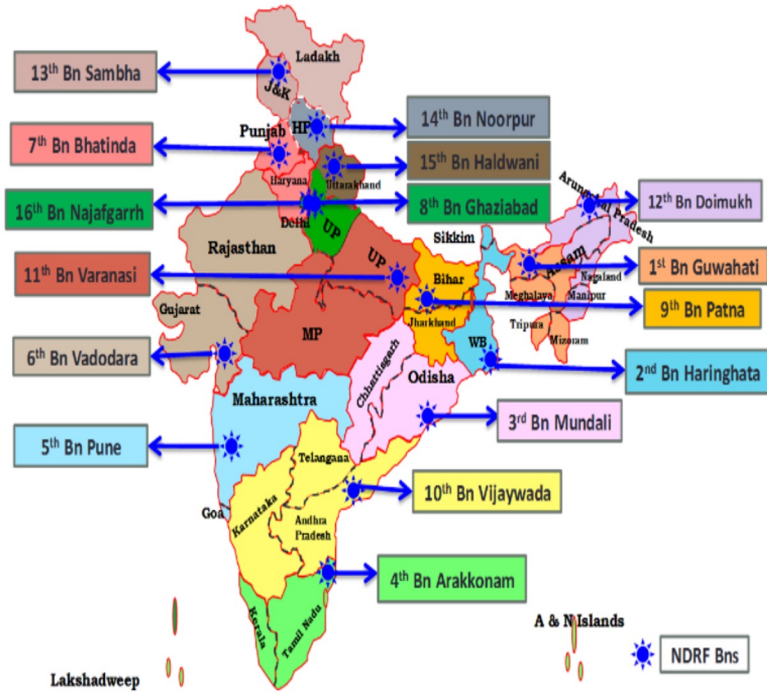 Ladakh
13th Bn Sambha
J&K
14th Bn Noorpur
HP
Punjab
7th Bn Bhatinda
15th Bn Haldwani
Uttarakhand
Haryana
16th Bn Najafgarrh
8th Bn Ghaziabad
12th Bn Doimukh
Arunachal Pradesh
Delhi
UP
Sikkim
Rajasthan
UP
Assam
1st Bn Guwahati
11th Bn Varanasi
Bihar
Nagaland
Meghalaya
Manipur
9th Bn Patna
Gujarat
Jharkhand
Tripura
Mizoram
MP
WB
6th Bn Vadodara
Chhattisgarh
2nd Bn Haringhata
Odisha
Maharashtra
3rd Bn Mundali
5th Bn Pune
Telangana
10th Bn Vijaywada
Goa
Karnataka
Andhra
Pradesh
4th Bn Arakkonam
Kerala
Tamil Nadu
A & N Islands
NDRF Bns
Lakshadweep